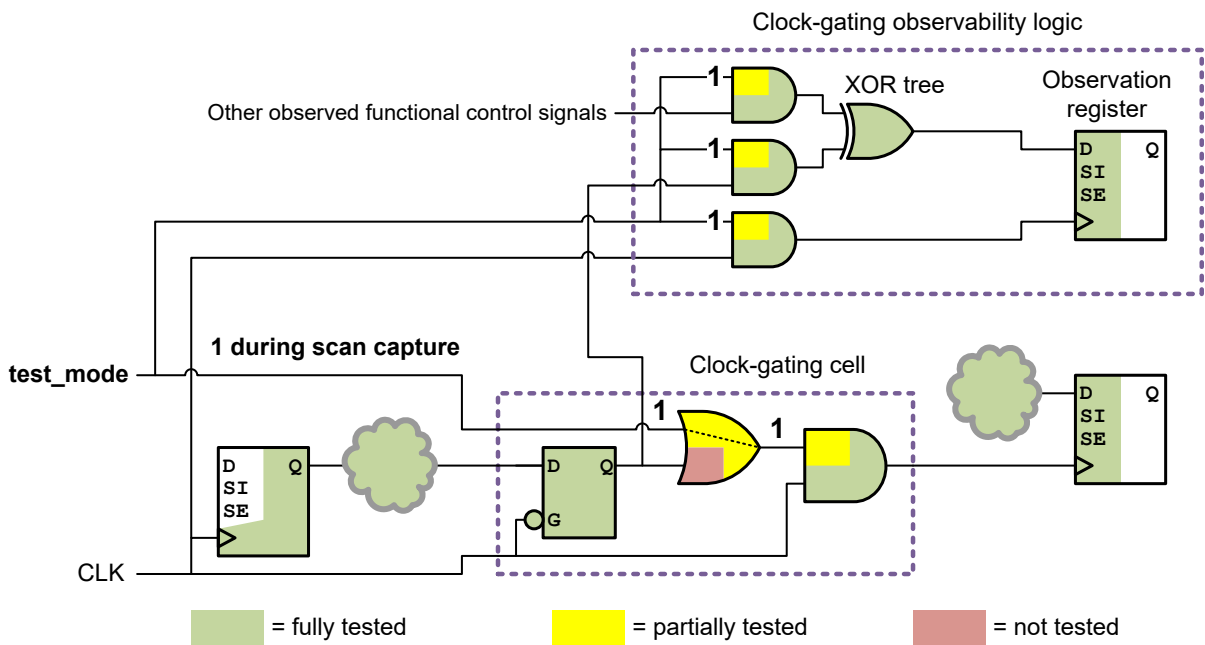 Clock-gating observability logic
1
XOR tree
Observation
register
Other observed functional control signals
1
D
Q
SI
SE
1
1 during scan capture
test_mode
Clock-gating cell
1
1
D
Q
SI
SE
D
Q
SI
SE
D
Q
G
CLK
= fully tested
= partially tested
= not tested